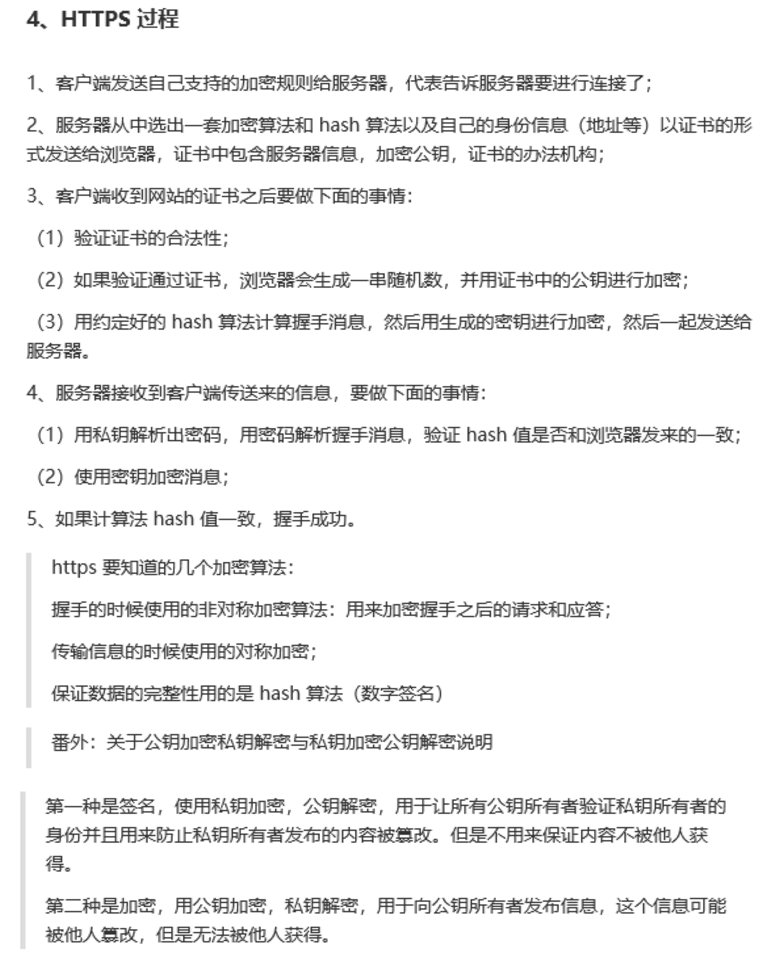 4、HTTPS 过程
1、客户端发送自己支持的加密规则给服务器，代表告诉服务器要进行连接了；
2、服务器从中选出一套加密算法和 hash 算法以及自己的身份信息（地址等）以证书的形
式发送给浏览器，证书中包含服务器信息，加密公钥，证书的办法机构；
3、客户端收到网站的证书之后要做下面的事情：
（1）验证证书的合法性；
（2）如果验证通过证书，浏览器会生成一串随机数，并用证书中的公钥进行加密；
（3）用约定好的 hash 算法计算握手消息，然后用生成的密钥进行加密，然后一起发送给
服务器。
4、服务器接收到客户端传送来的信息，要做下面的事情：
（1）用私钥解析出密码，用密码解析握手消息，验证 hash 值是否和浏览器发来的一致；
（2）使用密钥加密消息；
5、如果计算法 hash 值一致，握手成功。
https 要知道的几个加密算法：
握手的时候使用的非对称加密算法：用来加密握手之后的请求和应答；
传输信息的时候使用的对称加密；
保证数据的完整性用的是 hash 算法（数字签名）
番外：关于公钥加密私钥解密与私钥加密公钥解密说明
第一种是签名，使用私钥加密，公钥解密，用于让所有公钥所有者验证私钥所有者的
身份并且用来防止私钥所有者发布的内容被篡改。但是不用来保证内容不被他人获
得。
第二种是加密，用公钥加密，私钥解密，用于向公钥所有者发布信息，这个信息可能
被他人篡改，但是无法被他人获得。